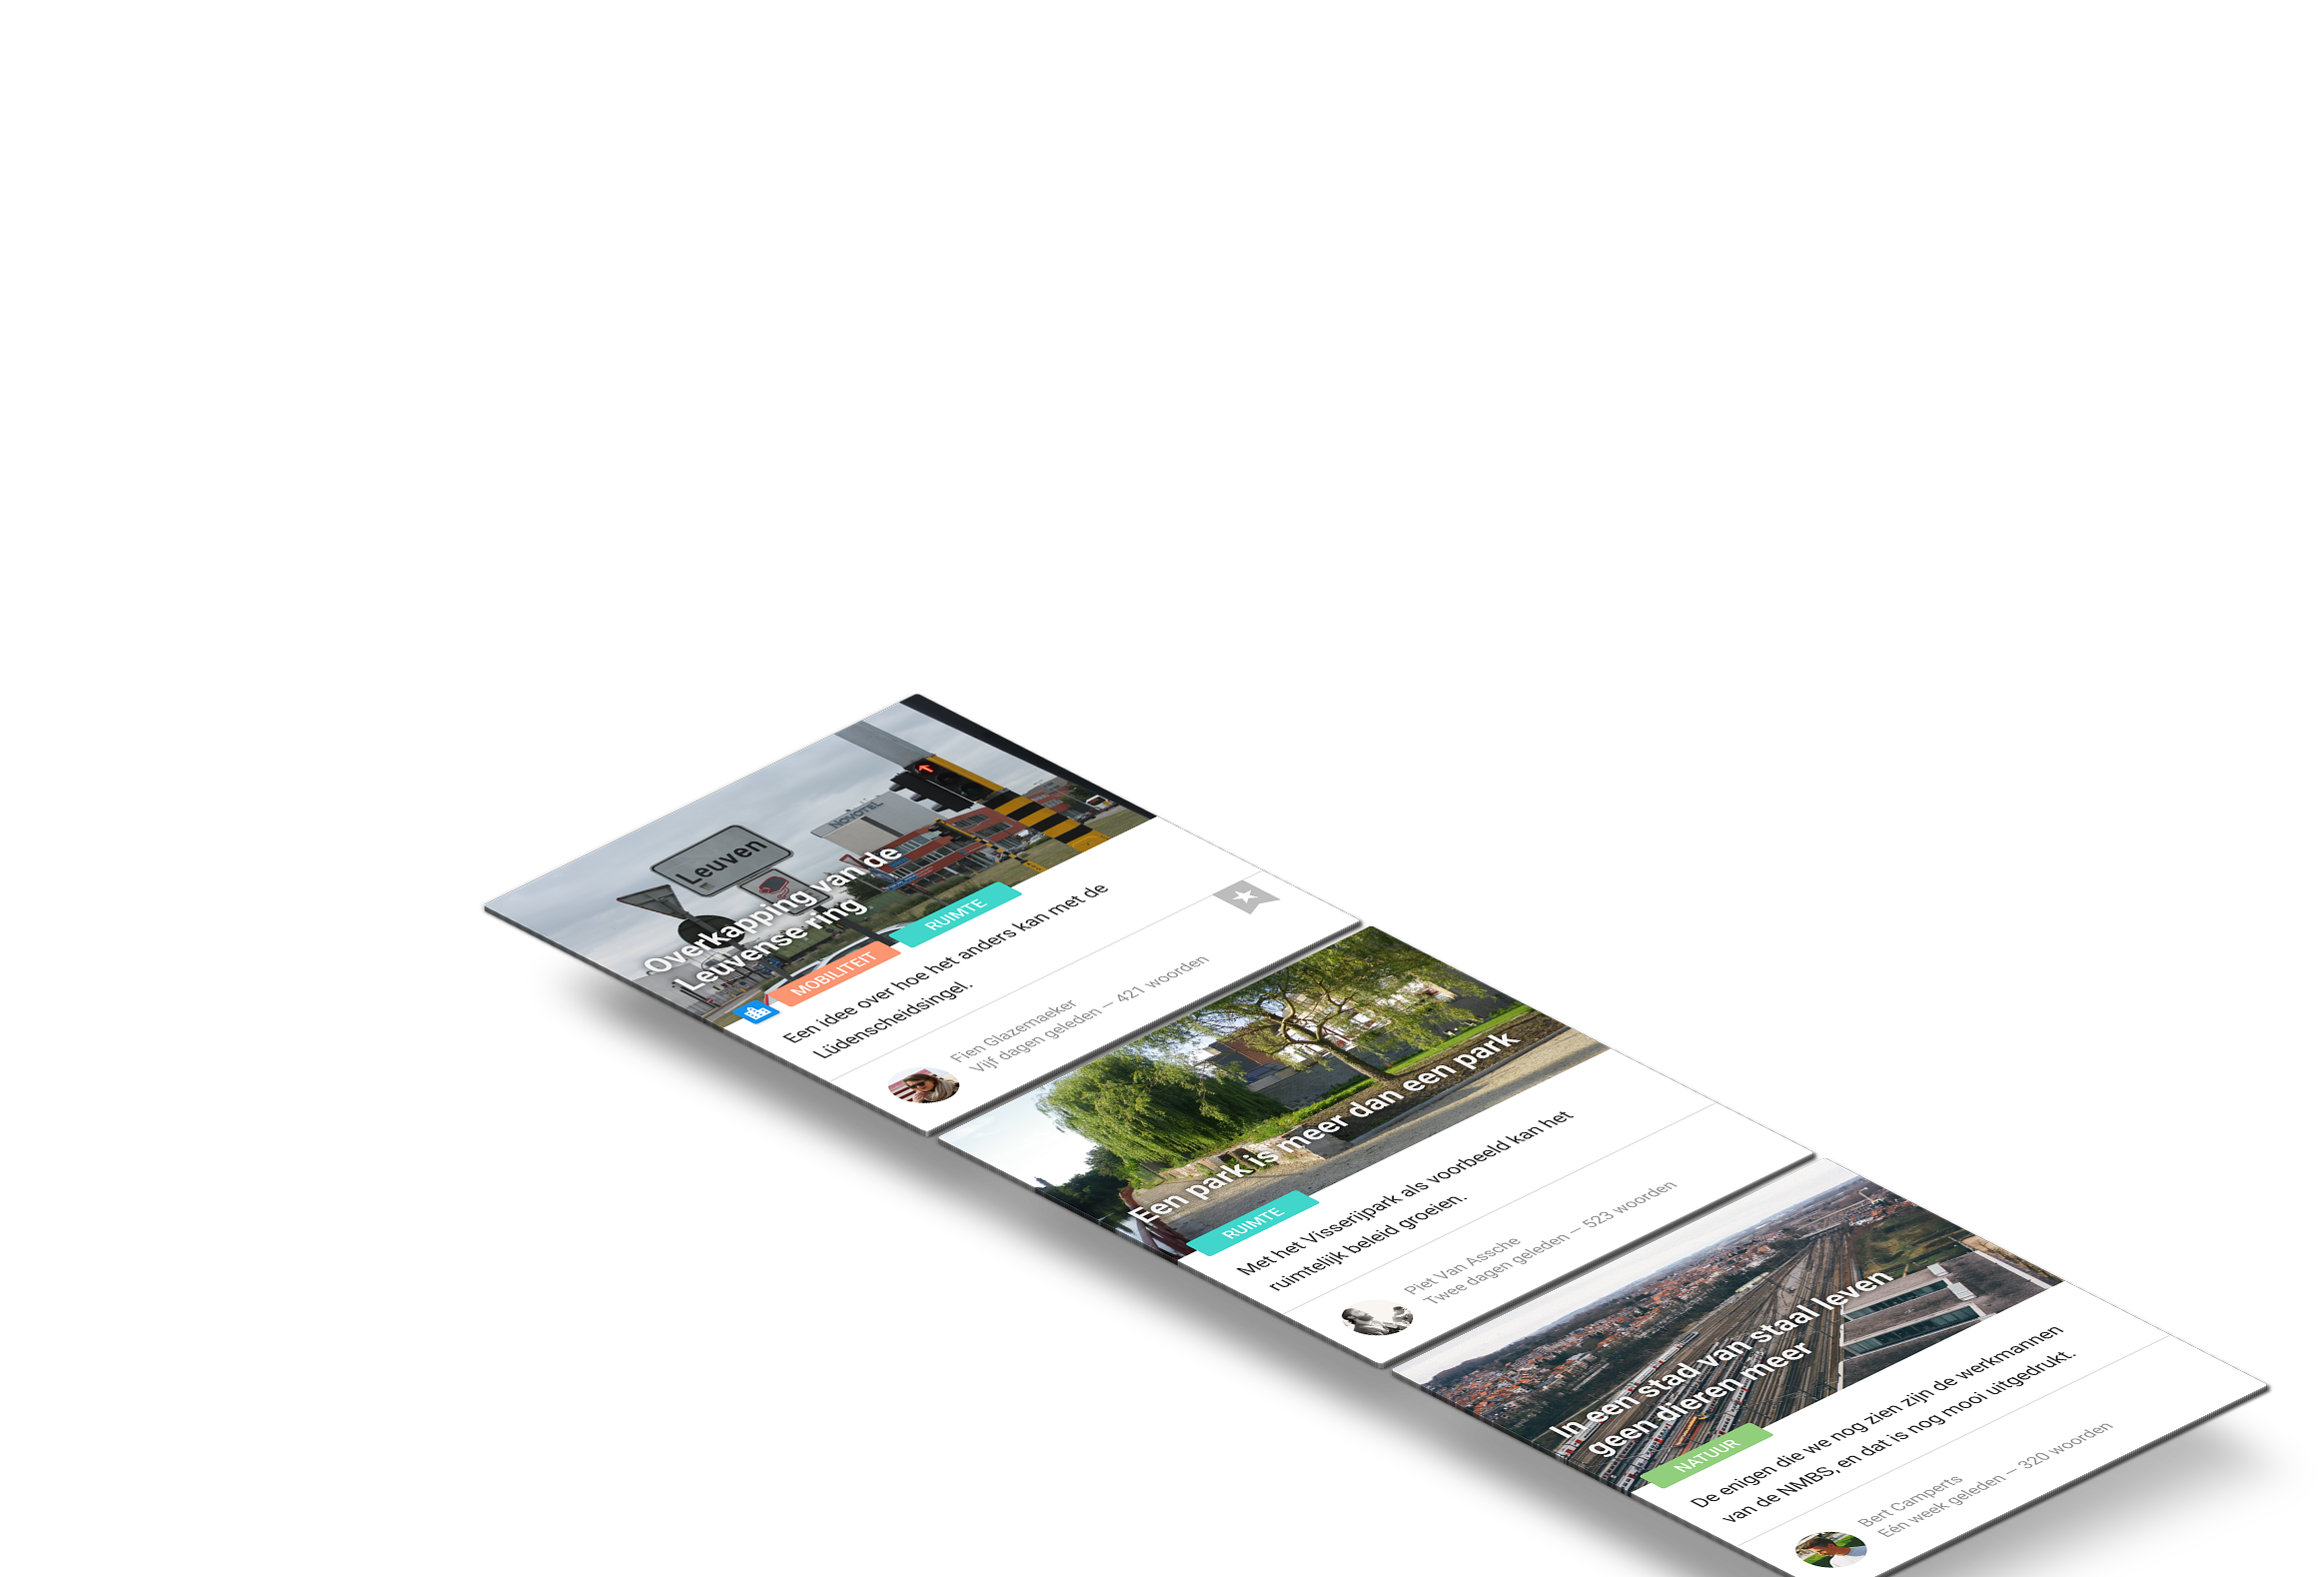 NOVOTEL
Leuven
Overkapping van de
Leuvense ring
MOBILITEIT
RUIMTE
Een idee over hoe het anders kan met de
Lüdenscheidsingel.
Fien Glazemaeker
Vijf dagen geleden – 421 woorden
Een park is meer dan een park
RUIMTE
Met het Visserijpark als voorbeeld kan het
ruimtelijk beleid groeien.
Piet Van Assche
Twee dagen geleden – 523 woorden
In een stad van staal leven
geen dieren meer
NATUUR
De enigen die we nog zien zijn de werkmannen
van de NMBS, en dat is nog mooi uitgedrukt.
Bert Camperts
Eén week geleden – 320 woorden